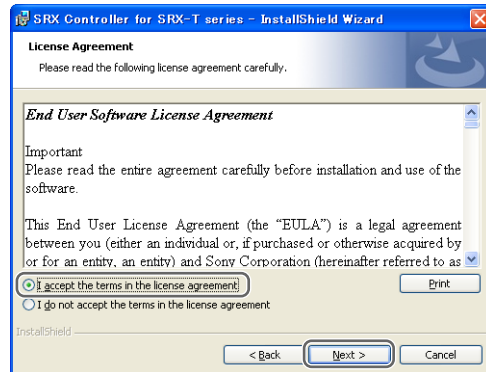 SRX Controller for SRX-T series - InstallShield Wizard
License Agreement
Please read the following license agreement carefully.
End User Software License Agreement
Important
Please read the entire agreement carefully before installation and use of the
software.
This End User License Agreement (the “EULA”) is a legal agreement
between you (either an individual or, if purchased or otherwise acquired by
or for an entity, an entity) and Sony Corporation (hereinafter referred to as
I accept the terms in the license agreement
Print
I do not accept the terms in the license agreement
InstallShield
< Back Next > Cancel